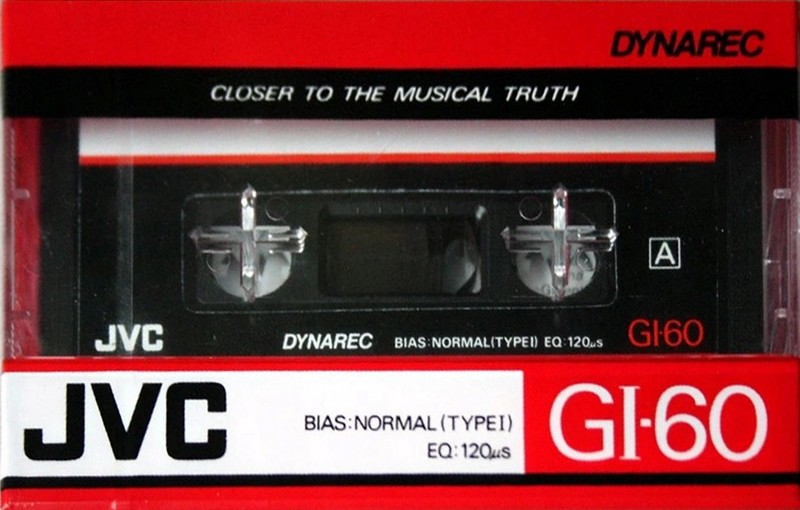 DYNAREC
CLOSER TO THE MUSICAL TRUTH
A
JVC DYNAREC BIAS:NORMAL(TYPEI) EQ:120μs GI-60
JVC BIAS:NORMAL(TYPEI) GI-60
EQ:120μs